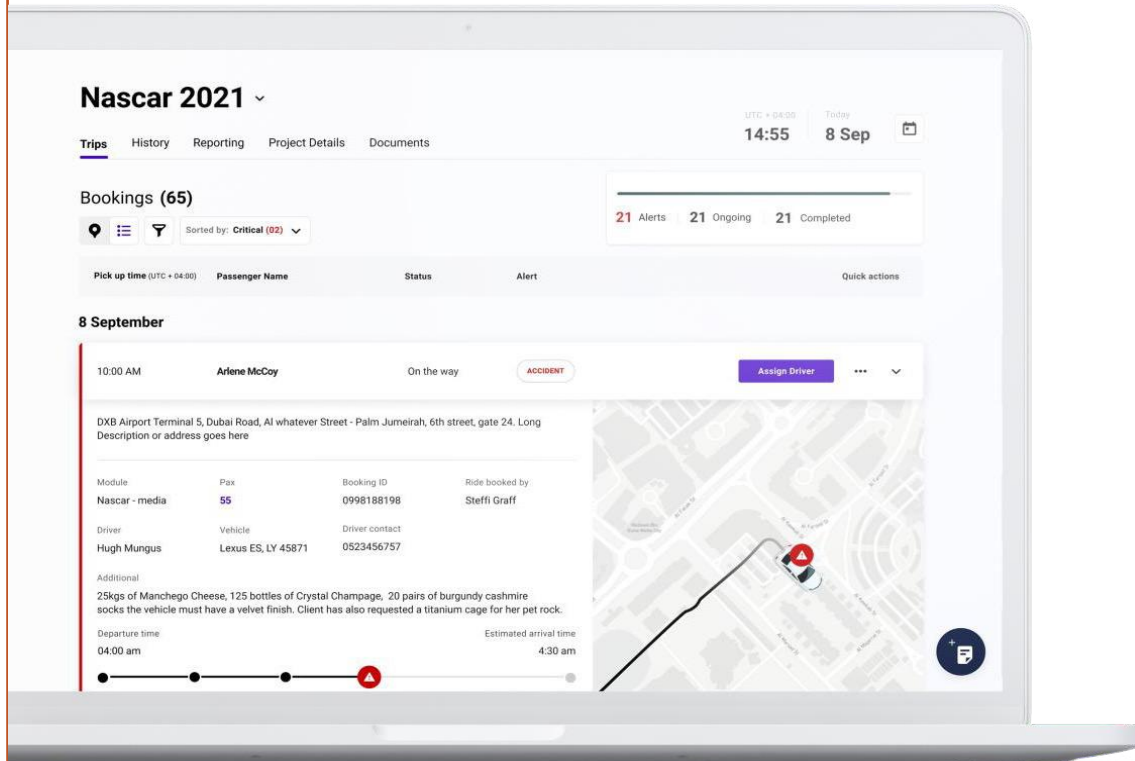 Nascar 2021
UTC + 04:00
Today
14:55
8 Sep
Trips History Reporting Project Details Documents
Bookings (65)
21 Alerts 21 Ongoing 21 Completed
Sorted by: Critical (02)
Pick up time (UTC + 04:00) Passenger Name Status Alert Quick actions
8 September
10:00 AM Arlene McCoy On the way ACCIDENT Assign Driver
DXB Airport Terminal 5, Dubai Road, Al whatever Street - Palm Jumeirah, 6th street, gate 24. Long
Description or address goes here
Module Pax Booking ID Ride booked by
Nascar - media 55 0998188198 Steffi Graff
Driver Vehicle Driver contact
Hugh Mungus Lexus ES, LY 45871 0523456757
Additional
25kgs of Manchego Cheese, 125 bottles of Crystal Champage, 20 pairs of burgundy cashmire
socks the vehicle must have a velvet finish. Client has also requested a titanium cage for her pet rock.
Departure time Estimated arrival time
04:00 am 4:30 am